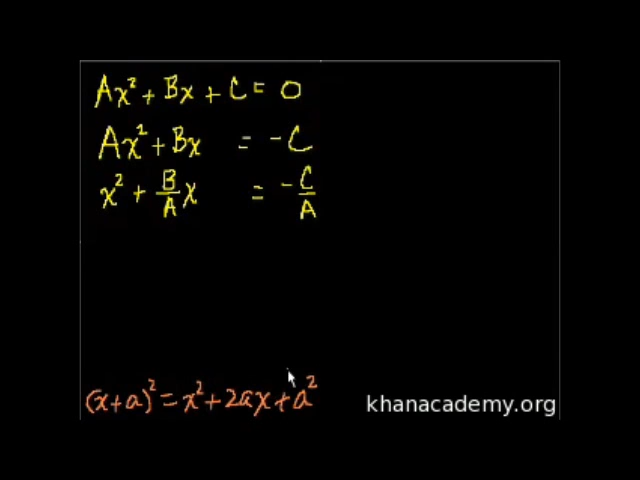 Ax² + Bx + C = 0
Ax² + Bx = -C
x² + B/A x = - C/A
(x+a)² = x² + 2ax + a²
khanacademy.org